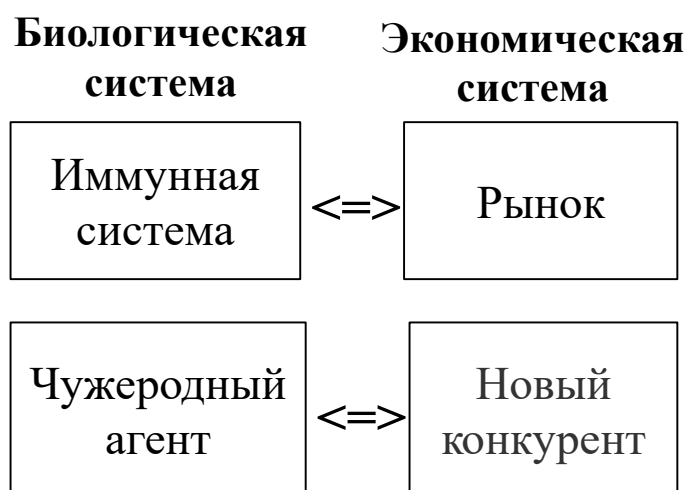 Биологическая
система
Экономическая
система
Иммунная
система
<=>
Рынок
Чужеродный
агент
<=>
Новый
конкурент